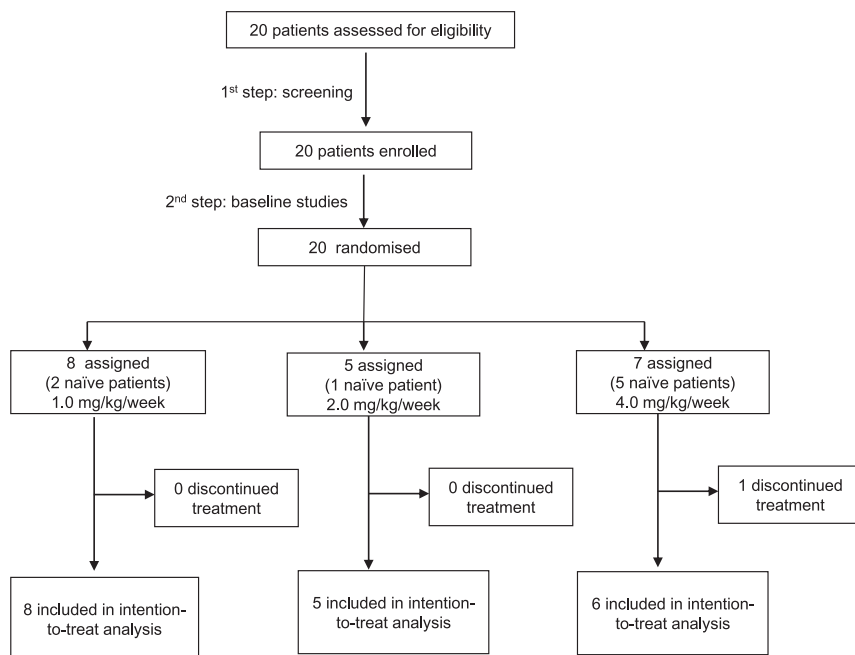 20 patients assessed for eligibility
1st step: screening
20 patients enrolled
2nd step: baseline studies
20 randomised
8 assigned
(2 naïve patients)
1.0 mg/kg/week
5 assigned
(1 naïve patient)
2.0 mg/kg/week
7 assigned
(5 naïve patients)
4.0 mg/kg/week
0 discontinued
treatment
0 discontinued
treatment
1 discontinued
treatment
8 included in intention-
to-treat analysis
5 included in intention-
to-treat analysis
6 included in intention-
to-treat analysis